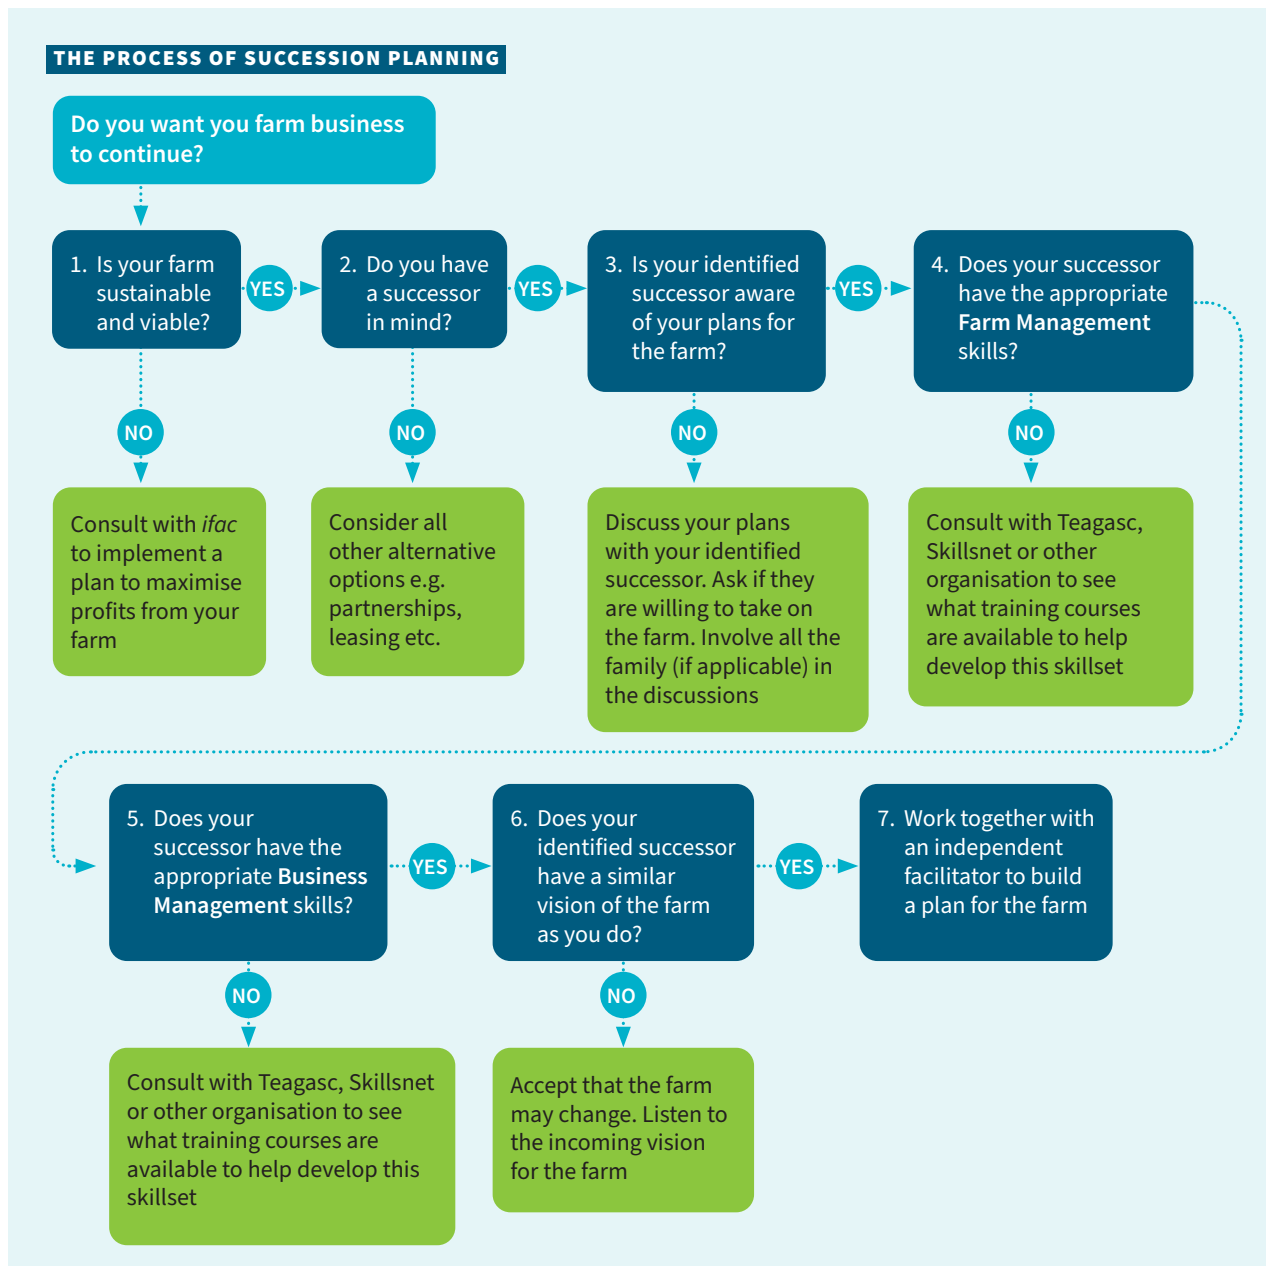 THE PROCESS OF SUCCESSION PLANNING
Do you want you farm business
to continue?
1. Is your farm
sustainable
and viable?
YES
2. Do you have
a successor
in mind?
YES
3. Is your identified
successor aware
of your plans for
the farm?
YES
4. Does your successor
have the appropriate
Farm Management
skills?
NO
NO
NO
NO
Consult with ifac
to implement a
plan to maximise
profits from your
farm
Consider all
other alternative
options e.g.
partnerships,
leasing etc.
Discuss your plans
with your identified
successor. Ask if they
are willing to take on
the farm. Involve all the
family (if applicable) in
the discussions
Consult with Teagasc,
Skillsnet or other
organisation to see
what training courses
are available to help
develop this skillset
5. Does your
successor have the
appropriate Business
Management skills?
YES
6. Does your
identified successor
have a similar
vision of the farm
as you do?
YES
7. Work together with
an independent
facilitator to build
a plan for the farm
NO
NO
Consult with Teagasc, Skillsnet
or other organisation to see
what training courses are
available to help develop this
skillset
Accept that the farm
may change. Listen to
the incoming vision
for the farm